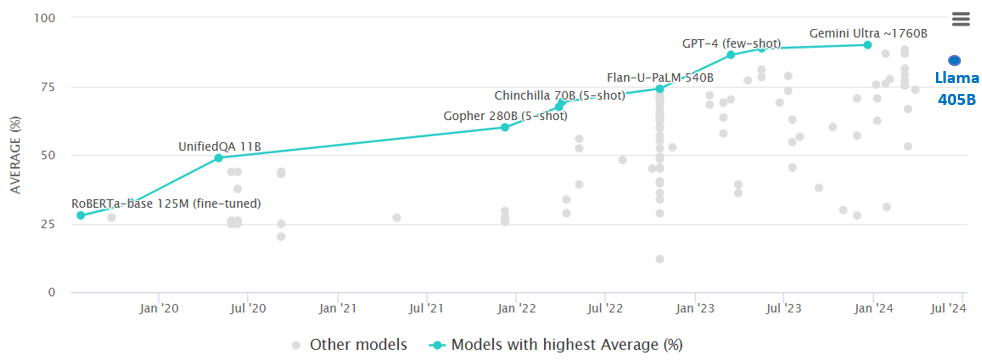 100
75
50
25
0
AVERAGE (%)
RoBERTa-base 125M (fine-tuned)
UnifiedQA 11B
Gopher 280B (5-shot)
Chinchilla 70B (5-shot)
Flan-U-PaLM 540B
GPT-4 (few-shot)
Gemini Ultra ~1760B
Llama
405B
Jan '20
Jul '20
Jan '21
Jul '21
Jan '22
Jul '22
Jan '23
Jul '23
Jan '24
Jul '24
Other models
Models with highest Average (%)